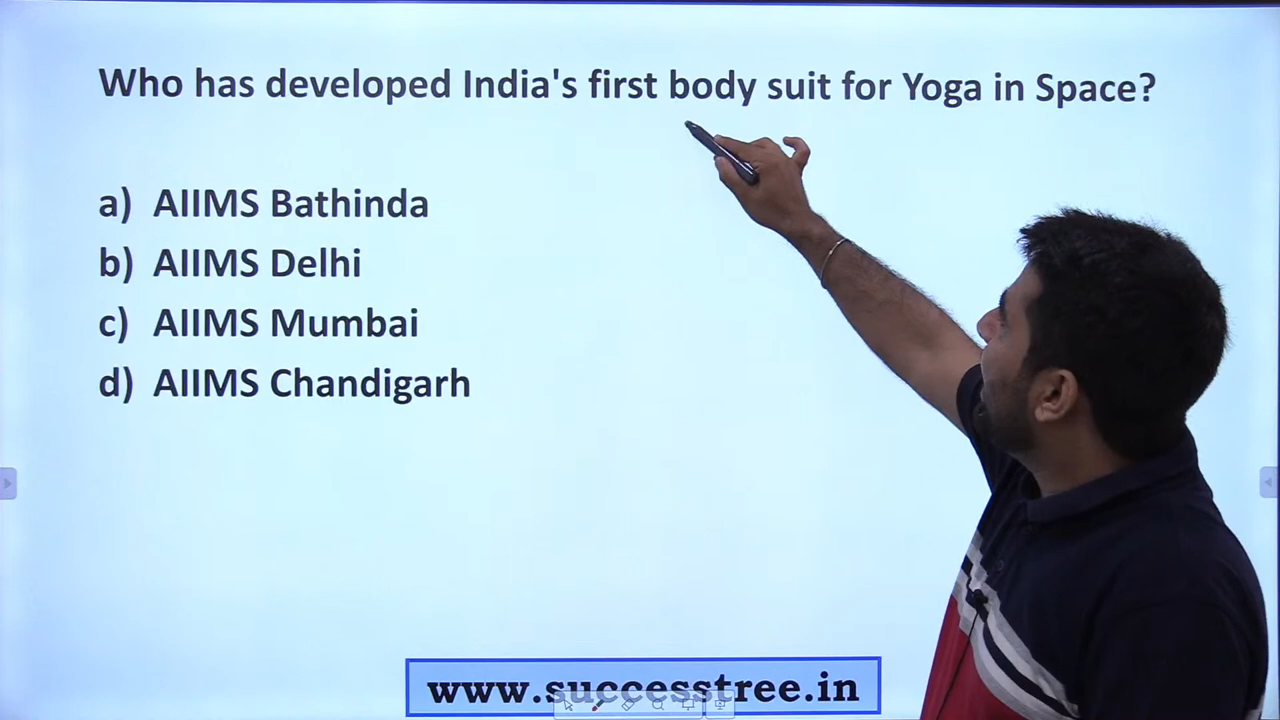 Who has developed India's first body suit for Yoga in Space?
a) AIIMS Bathinda
b) AIIMS Delhi
c) AIIMS Mumbai
d) AIIMS Chandigarh
www.successtree.in